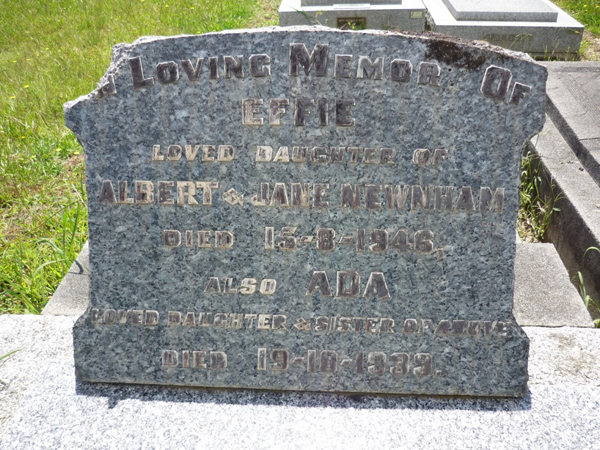 In Loving Memory Of
EFFIE
LOVED DAUGHTER OF
ALBERT & JANE NEWNHAM
DIED 15-8-1946.
ALSO ADA
LOVED DAUGHTER & SISTER OF
DIED 19-10-1939.